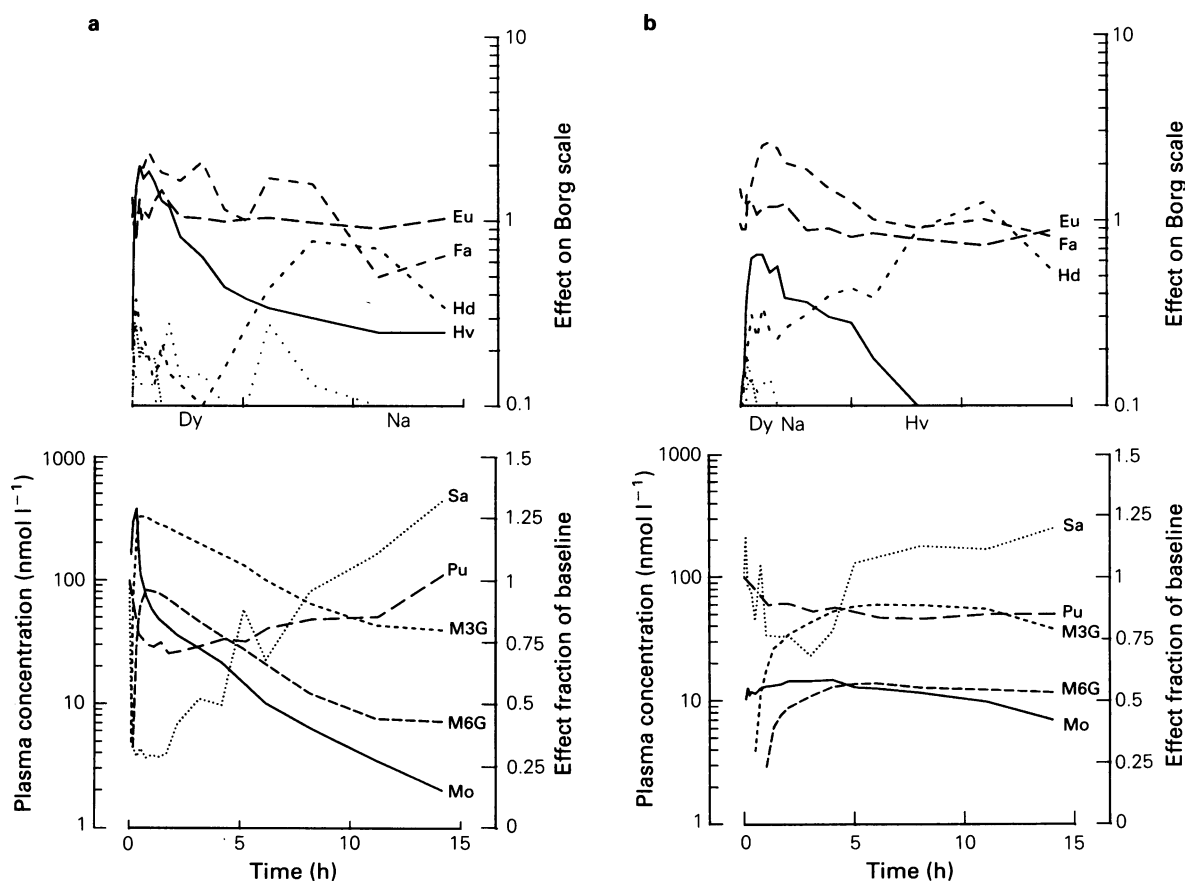 a
10
1
0.1
Effect on Borg scale
Eu
Fa
Hd
Hv
Dy
Na
1000
100
10
1
Plasma concentration (nmol l⁻¹)
1.5
1.25
1
0.75
0.5
0.25
0
Effect fraction of baseline
Sa
Pu
M3G
M6G
Mo
0
5
10
15
Time (h)
b
10
1
0.1
Effect on Borg scale
Eu
Fa
Hd
Dy
Na
Hv
1000
100
10
1
Plasma concentration (nmol l⁻¹)
1.5
1.25
1
0.75
0.5
0.25
0
Effect fraction of baseline
Sa
Pu
M3G
M6G
Mo
0
5
10
15
Time (h)